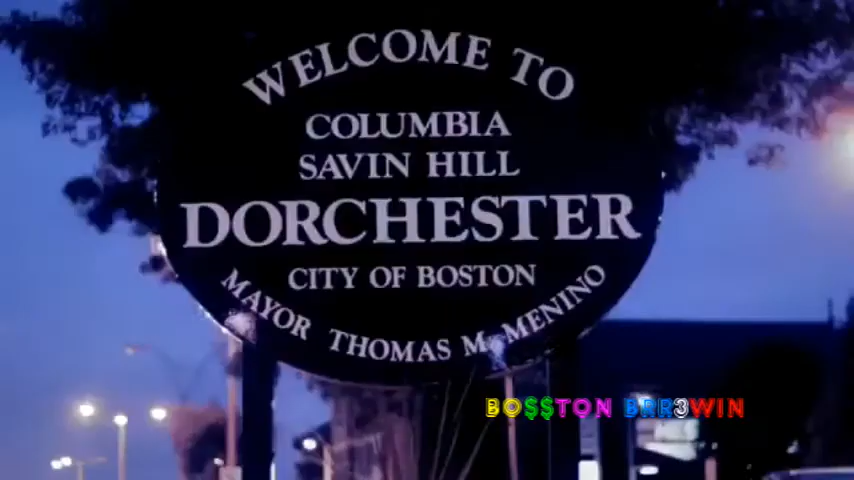 WELCOME TO
COLUMBIA
SAVIN HILL
DORCHESTER
CITY OF BOSTON
MAYOR THOMAS M. MENINO
BO$$TON BRR3WIN